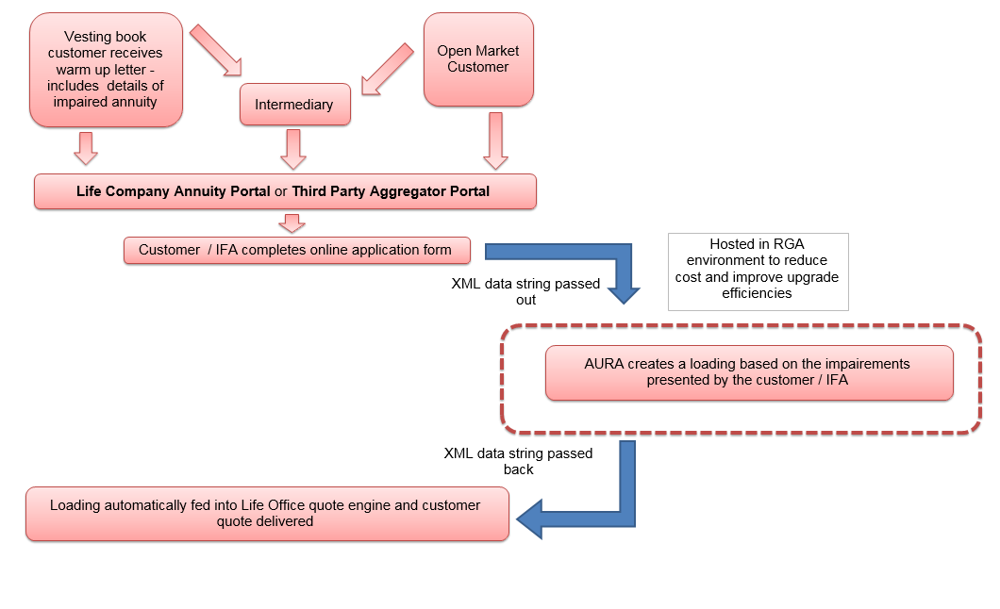 Vesting book
customer receives
warm up letter -
includes  details of
impaired annuity
Open Market
Customer
Intermediary
Life Company Annuity Portal or Third Party Aggregator Portal
Customer  / IFA completes online application form
XML data string passed
out
Hosted in RGA
environment to reduce
cost and improve upgrade
efficiencies
AURA creates a loading based on the impairements
presented by the customer / IFA
XML data string passed
back
Loading automatically fed into Life Office quote engine and customer
quote delivered